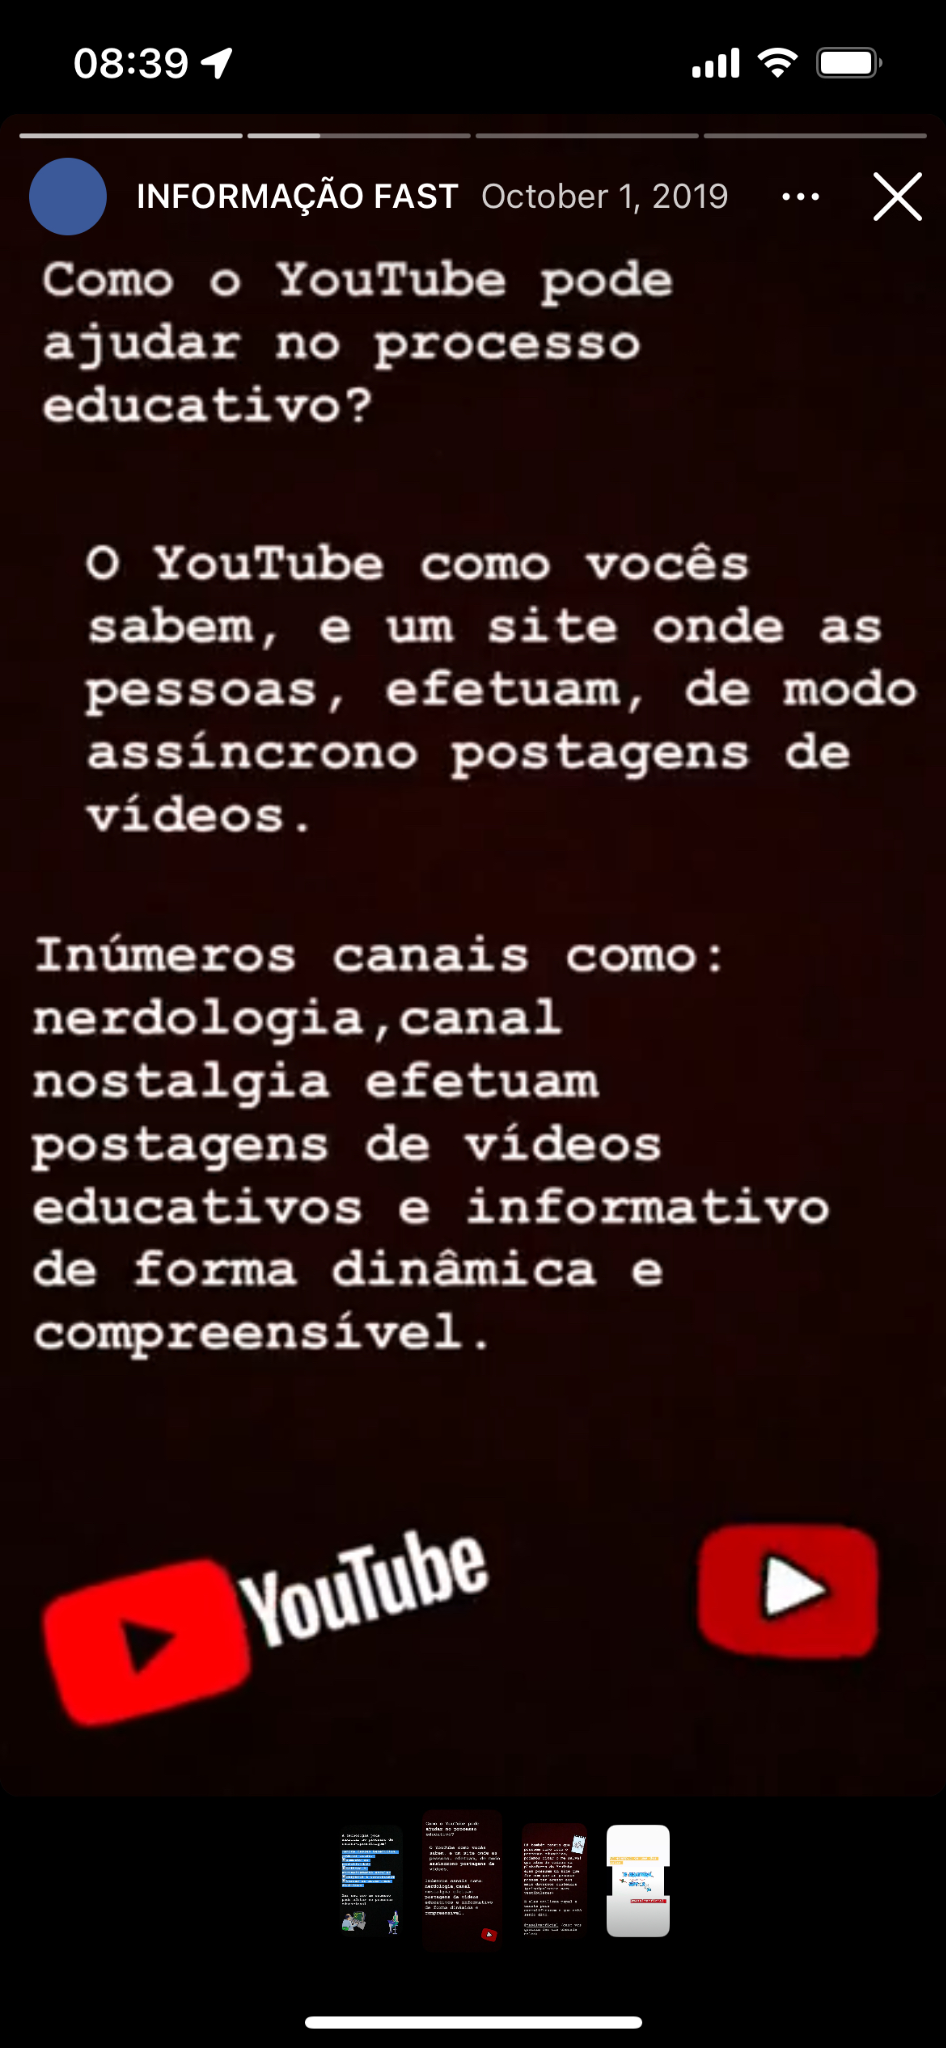 08:39
INFORMAÇÃO FAST October 1, 2019
Como o YouTube pode
ajudar no processo
educativo?
O YouTube como vocês
sabem, e um site onde as
pessoas, efetuam, de modo
assíncrono postagens de
vídeos.
Inúmeros canais como:
nerdologia,canal
nostalgia efetuam
postagens de vídeos
educativos e informativo
de forma dinâmica e
compreensível.
YouTube